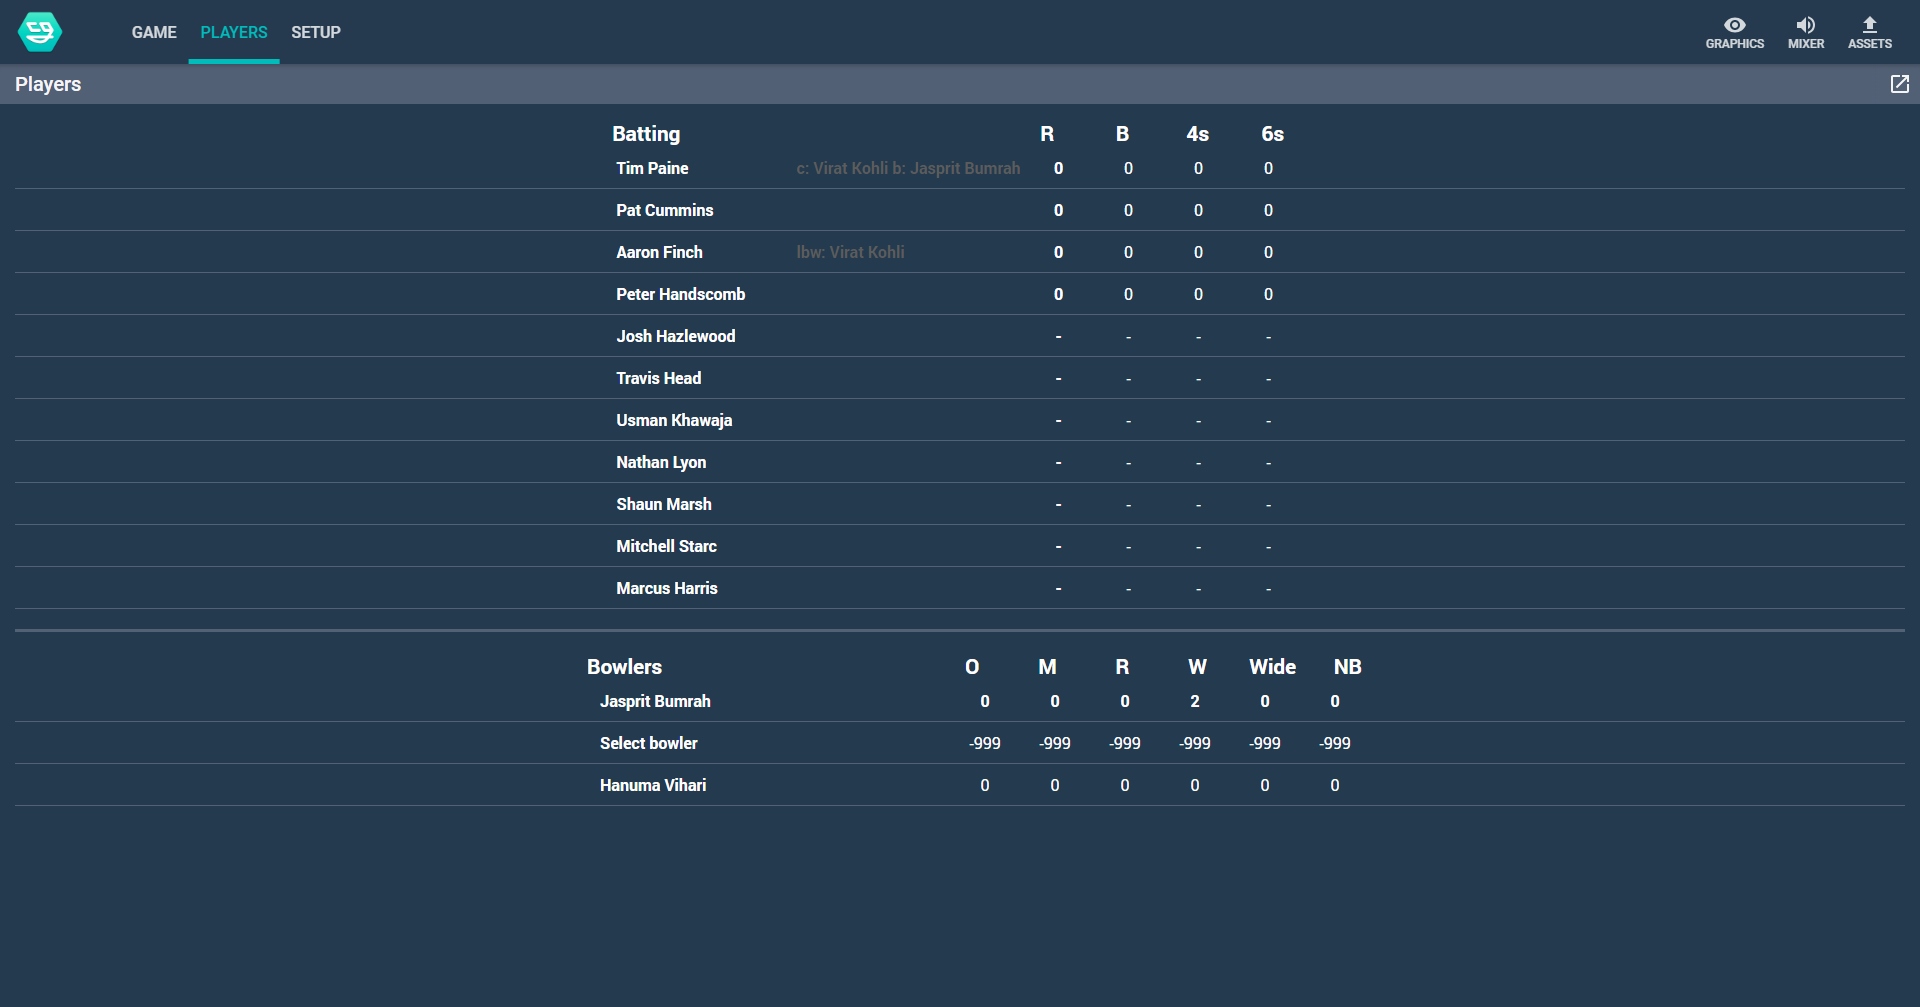 GAME PLAYERS SETUP GRAPHICS MIXER ASSETS
Players
Batting R B 4s 6s
Tim Paine c: Virat Kohli b: Jasprit Bumrah 0 0 0 0
Pat Cummins 0 0 0 0
Aaron Finch lbw: Virat Kohli 0 0 0 0
Peter Handscomb 0 0 0 0
Josh Hazlewood - - - -
Travis Head - - - -
Usman Khawaja - - - -
Nathan Lyon - - - -
Shaun Marsh - - - -
Mitchell Starc - - - -
Marcus Harris - - - -
Bowlers O M R W Wide NB
Jasprit Bumrah 0 0 0 2 0 0
Select bowler -999 -999 -999 -999 -999 -999
Hanuma Vihari 0 0 0 0 0 0